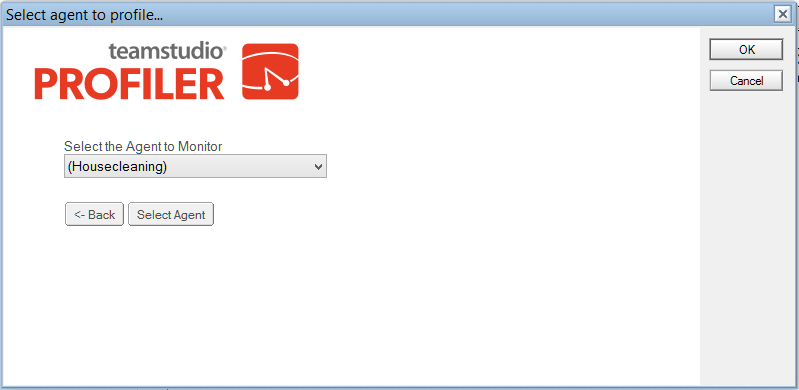 Select agent to profile...
teamstudio®
PROFILER
OK
Cancel
Select the Agent to Monitor
(Housecleaning)
<- Back
Select Agent